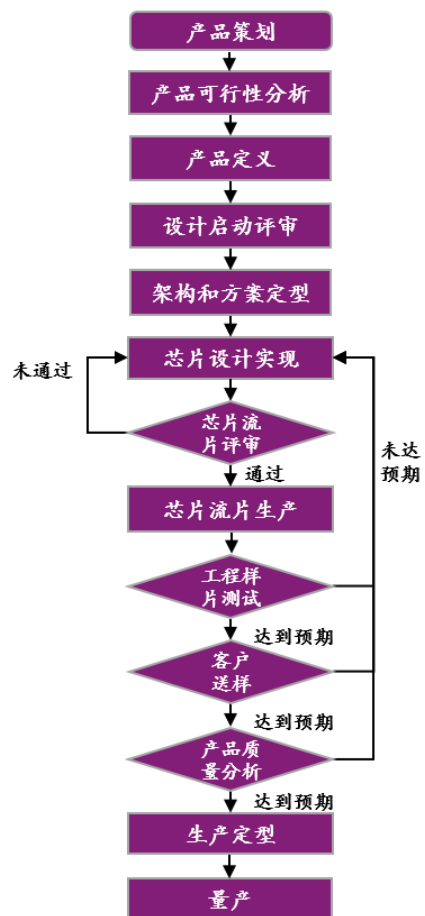 产品策划
产品可行性分析
产品定义
设计启动评审
架构和方案定型
芯片设计实现
未通过
芯片流
片评审
未达
预期
通过
芯片流片生产
工程样
片测试
达到预期
客户
送样
达到预期
产品质
量分析
达到预期
生产定型
量产